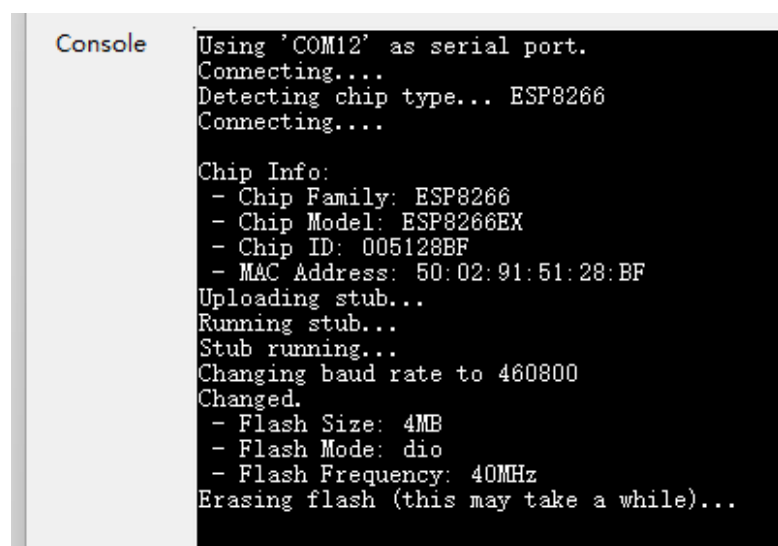 Console
Using 'COM12' as serial port.
Connecting....
Detecting chip type... ESP8266
Connecting....
Chip Info:
 - Chip Family: ESP8266
 - Chip Model: ESP8266EX
 - Chip ID: 005128BF
 - MAC Address: 50:02:91:51:28:BF
Uploading stub...
Running stub...
Stub running...
Changing baud rate to 460800
Changed.
 - Flash Size: 4MB
 - Flash Mode: dio
 - Flash Frequency: 40MHz
Erasing flash (this may take a while)...